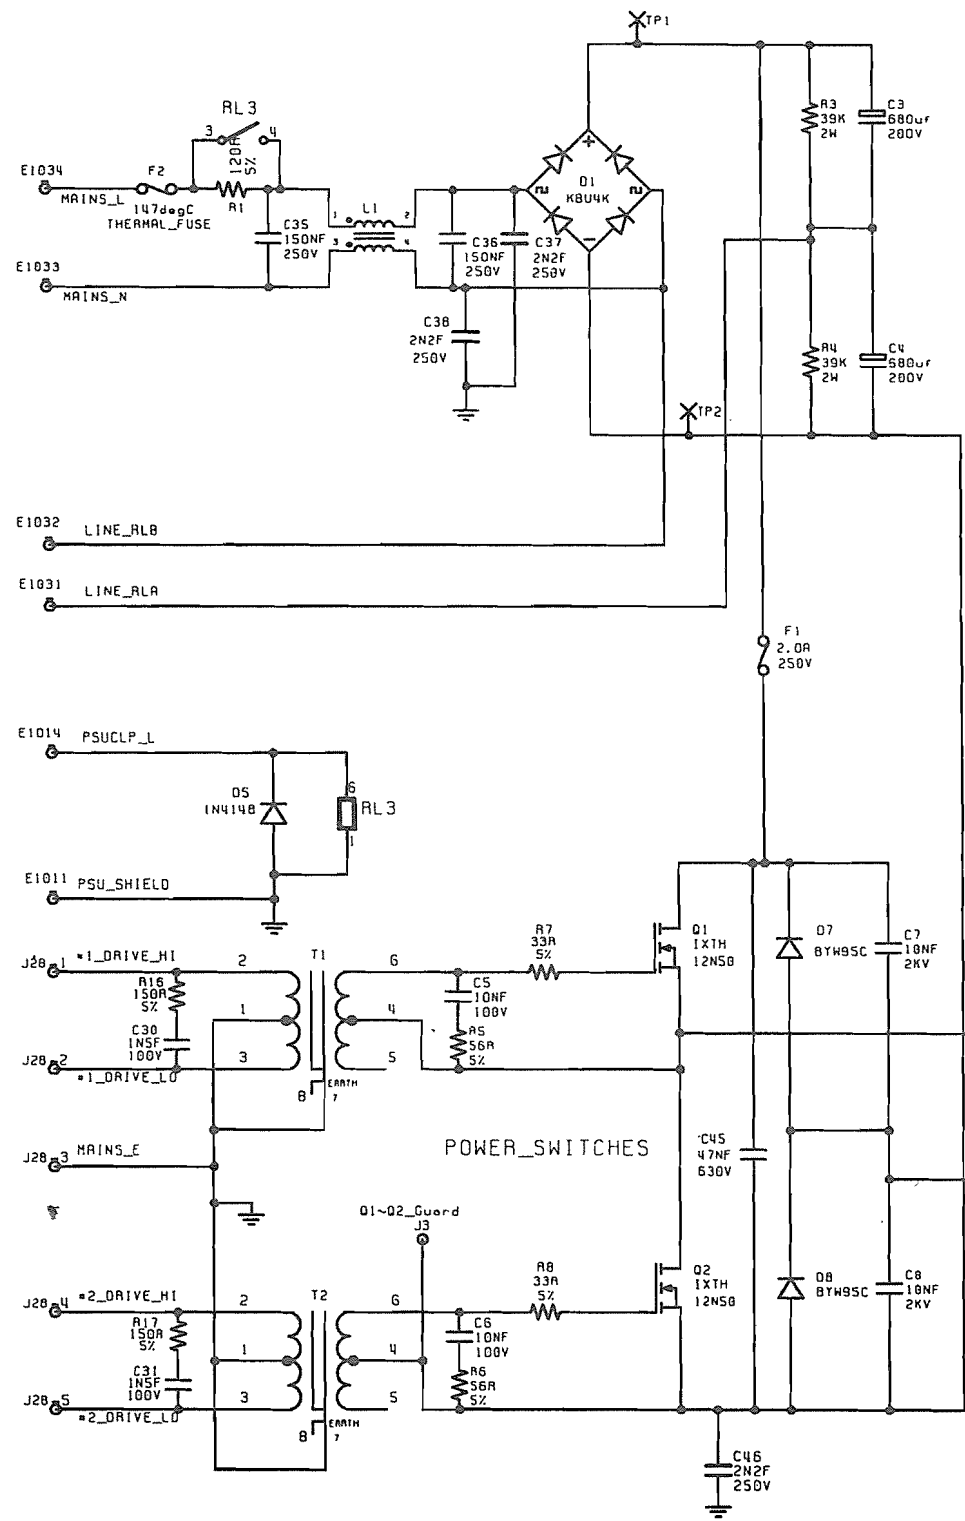 TP1
RL3
3 4
120R
5%
R1
E1034
MAINS_L
F2
147degC
THERMAL_FUSE
C35
150NF
250V
1 L1 2
3 4
E1033
MAINS_N
C36
150NF
250V
C37
2N2F
250V
+
D1
KBU4K
-
R3
39K
2W
C3
680uf
200V
C38
2N2F
250V
R4
39K
2W
C4
680uf
200V
TP2
E1032
LINE_RLB
E1031
LINE_RLA
F1
2.0A
250V
E1014
PSUCLP_L
D5
1N4148
6
RL3
1
E1011
PSU_SHIELD
J28 1
#1_DRIVE_HI
R16
150R
5%
C30
1N5F
100V
J28 2
#1_DRIVE_LO
2
1
3
T1
6
4
5
8
EARTH
7
C5
10NF
100V
R5
56R
5%
R7
33R
5%
Q1
IXTH
12N50
D7
BYW95C
C7
10NF
2KV
J28 3
MAINS_E
POWER_SWITCHES
C45
47NF
630V
Q1~Q2_Guard
J3
J28 4
#2_DRIVE_HI
R17
150R
5%
C31
1N5F
100V
J28 5
#2_DRIVE_LO
2
1
3
T2
6
4
5
8
EARTH
7
C6
10NF
100V
R6
56R
5%
R8
33R
5%
Q2
IXTH
12N50
D8
BYW95C
C8
10NF
2KV
C46
2N2F
250V